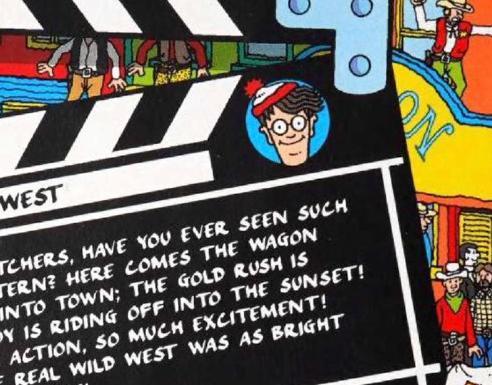 WEST
ON
TCHERS, HAVE YOU EVER SEEN SUCH
TERN? HERE COMES THE WAGON
INTO TOWN; THE GOLD RUSH IS
Y IS RIDING OFF INTO THE SUNSET!
ACTION, SO MUCH EXCITEMENT!
REAL WILD WEST WAS AS BRIGHT